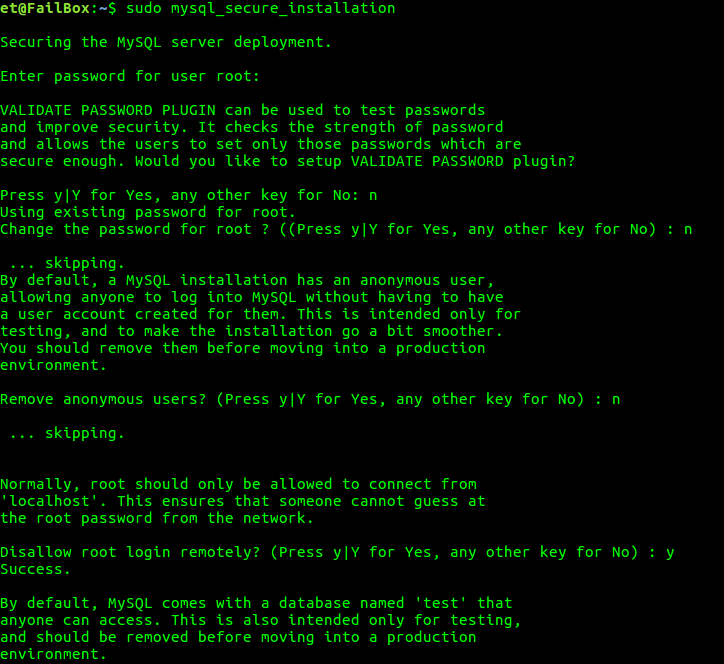 et@FailBox:~$ sudo mysql_secure_installation
Securing the MySQL server deployment.
Enter password for user root:
VALIDATE PASSWORD PLUGIN can be used to test passwords
and improve security. It checks the strength of password
and allows the users to set only those passwords which are
secure enough. Would you like to setup VALIDATE PASSWORD plugin?
Press y|Y for Yes, any other key for No: n
Using existing password for root.
Change the password for root ? ((Press y|Y for Yes, any other key for No) : n
 ... skipping.
By default, a MySQL installation has an anonymous user,
allowing anyone to log into MySQL without having to have
a user account created for them. This is intended only for
testing, and to make the installation go a bit smoother.
You should remove them before moving into a production
environment.
Remove anonymous users? (Press y|Y for Yes, any other key for No) : n
 ... skipping.
Normally, root should only be allowed to connect from
'localhost'. This ensures that someone cannot guess at
the root password from the network.
Disallow root login remotely? (Press y|Y for Yes, any other key for No) : y
Success.
By default, MySQL comes with a database named 'test' that
anyone can access. This is also intended only for testing,
and should be removed before moving into a production
environment.